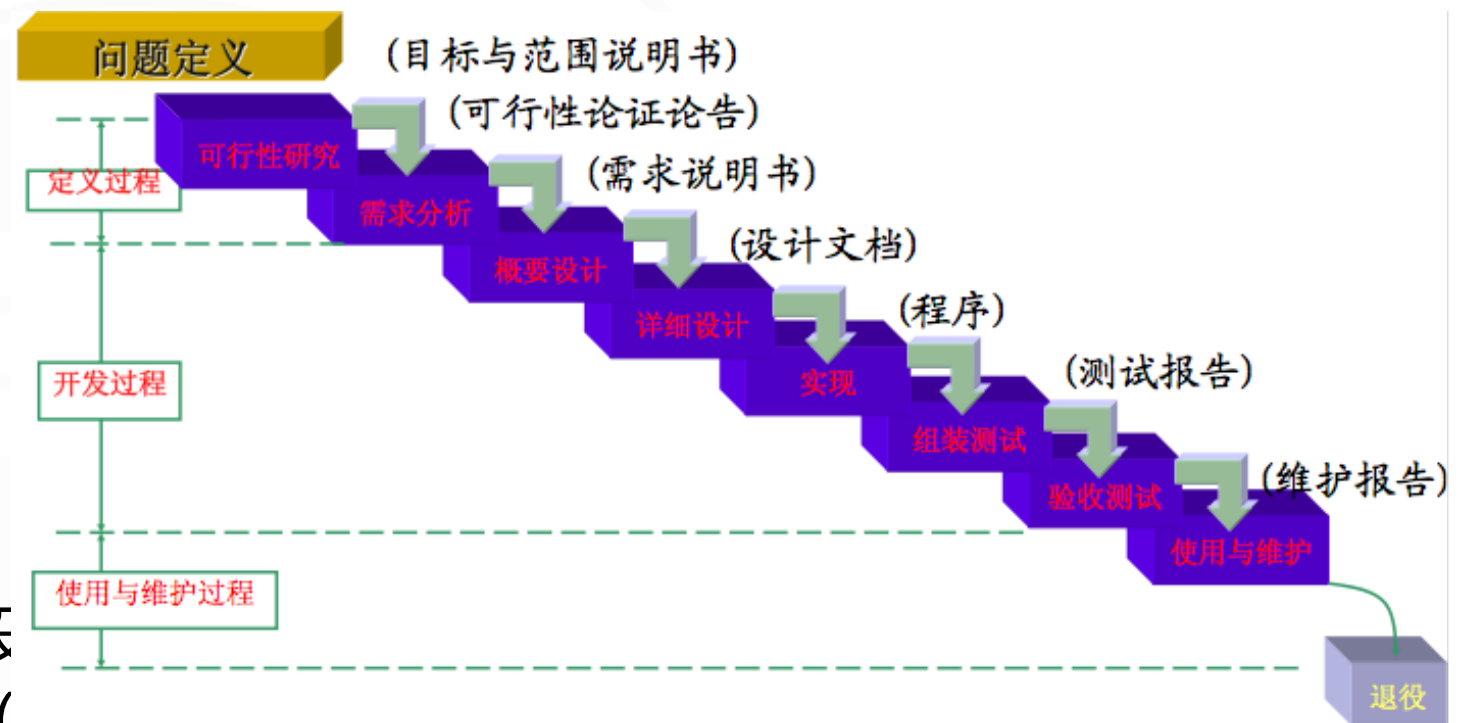 问题定义
(目标与范围说明书)
(可行性论证论告)
可行性研究
定义过程
(需求说明书)
需求分析
(设计文档)
概要设计
(程序)
详细设计
开发过程
(测试报告)
实现
组装测试
(维护报告)
验收测试
使用与维护
使用与维护过程
退役
(